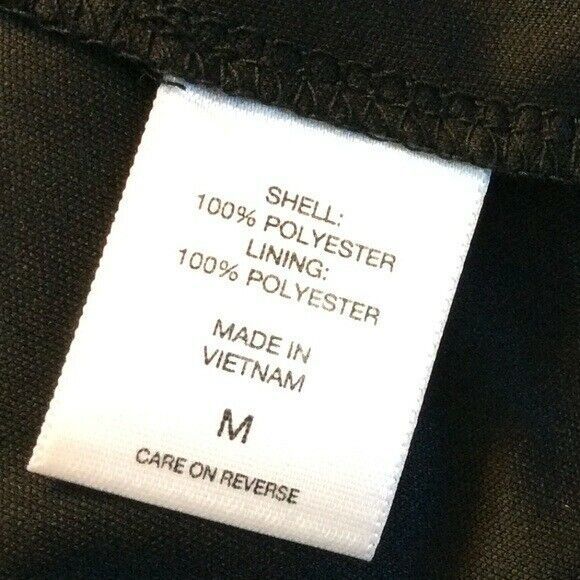 SHELL:
100% POLYESTER
LINING:
100% POLYESTER
MADE IN
VIETNAM
M
CARE ON REVERSE